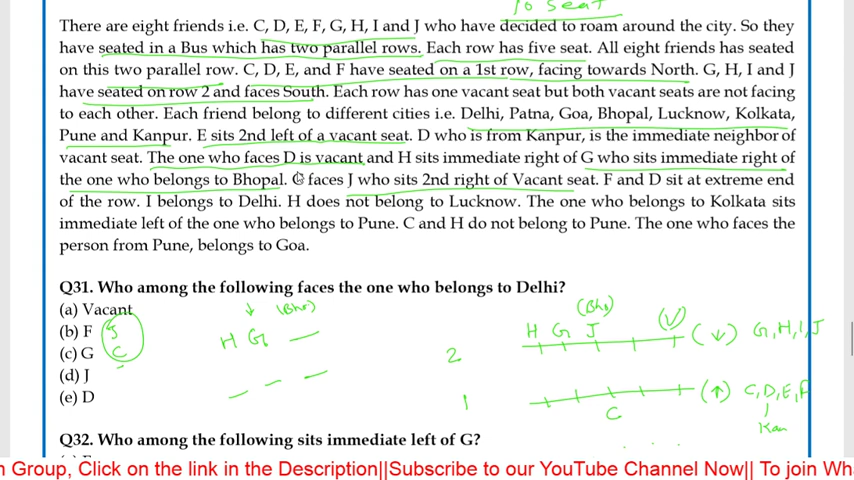 10 seat
There are eight friends i.e. C, D, E, F, G, H, I and J who have decided to roam around the city. So they
have seated in a Bus which has two parallel rows. Each row has five seat. All eight friends has seated
on this two parallel row. C, D, E, and F have seated on a 1st row, facing towards North. G, H, I and J
have seated on row 2 and faces South. Each row has one vacant seat but both vacant seats are not facing
to each other. Each friend belong to different cities i.e. Delhi, Patna, Goa, Bhopal, Lucknow, Kolkata,
Pune and Kanpur. E sits 2nd left of a vacant seat. D who is from Kanpur, is the immediate neighbor of
vacant seat. The one who faces D is vacant and H sits immediate right of G who sits immediate right of
the one who belongs to Bhopal. C faces J who sits 2nd right of Vacant seat. F and D sit at extreme end
of the row. I belongs to Delhi. H does not belong to Lucknow. The one who belongs to Kolkata sits
immediate left of the one who belongs to Pune. C and H do not belong to Pune. The one who faces the
person from Pune, belongs to Goa.
Q31. Who among the following faces the one who belongs to Delhi?
(a) Vacant
(b) F
(c) G
(d) J
(e) D
J
C
↓ (Bho)
H G
(Bho)
H G J (V)
2 (↓) G, H, I, J
1 (↑) C, D, E, F
C
Kan
Q32. Who among the following sits immediate left of G?
n Group, Click on the link in the Description||Subscribe to our YouTube Channel Now|| To join Wh